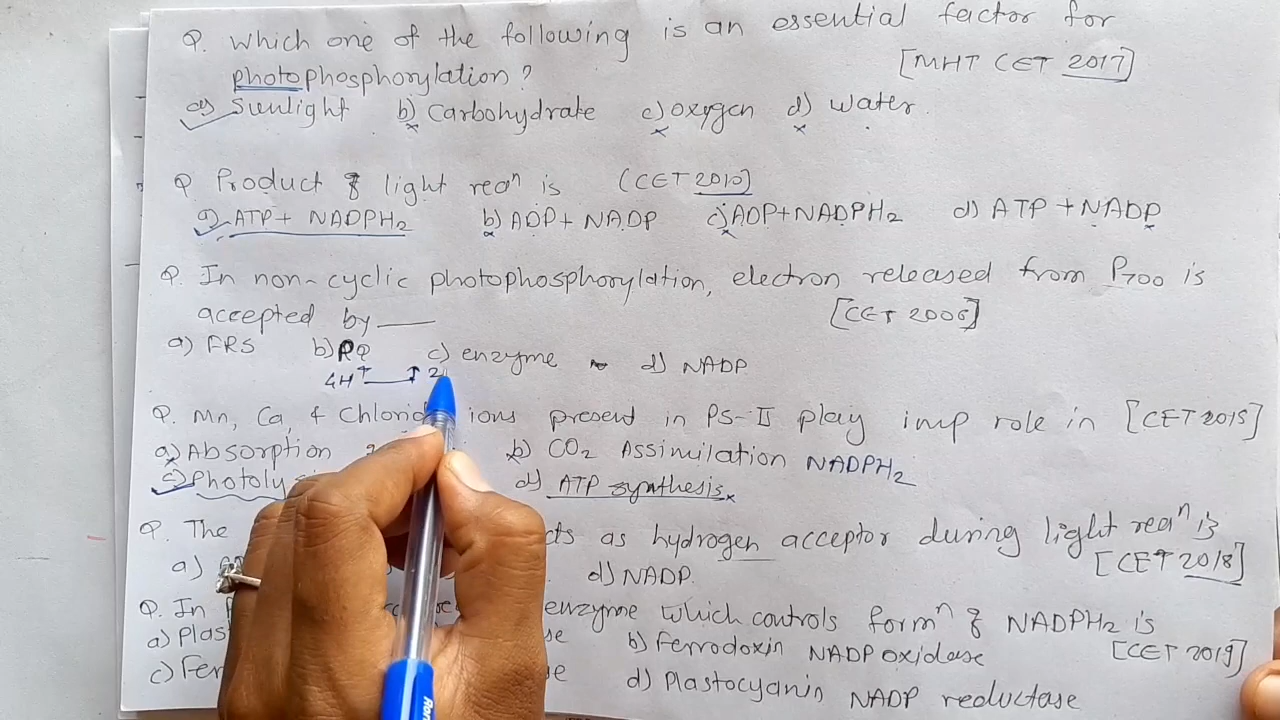 Q. Which one of the following is an essential factor for
photophosphorylation? [MHT CET 2017]
a) Sunlight b) Carbohydrate c) oxygen d) water.
Q Product of light rean is (CET 2010)
a) ATP + NADPH2 b) ADP + NADP c) ADP+NADPH2 d) ATP + NADP
Q. In non-cyclic photophosphorylation, electron released from P700 is
accepted by ___ [CET 2006]
a) FRS b) PQ c) enzyme d) NADP
4H+
Q. Mn, Ca, & Chlorid ions present in PS-II play imp role in [CET 2015]
a) Absorption b) CO2 Assimilation NADPH2
c) Photoly d) ATP synthesis
Q. The as hydrogen acceptor during light rean is
[CET 2018]
a) d) NADP.
Q. In enzyme which controls formn of NADPH2 is
a) Plas b) Ferrodoxin NADP oxidase [CET 2019]
c) Fer d) Plastocyanin NADP reductase
Ror